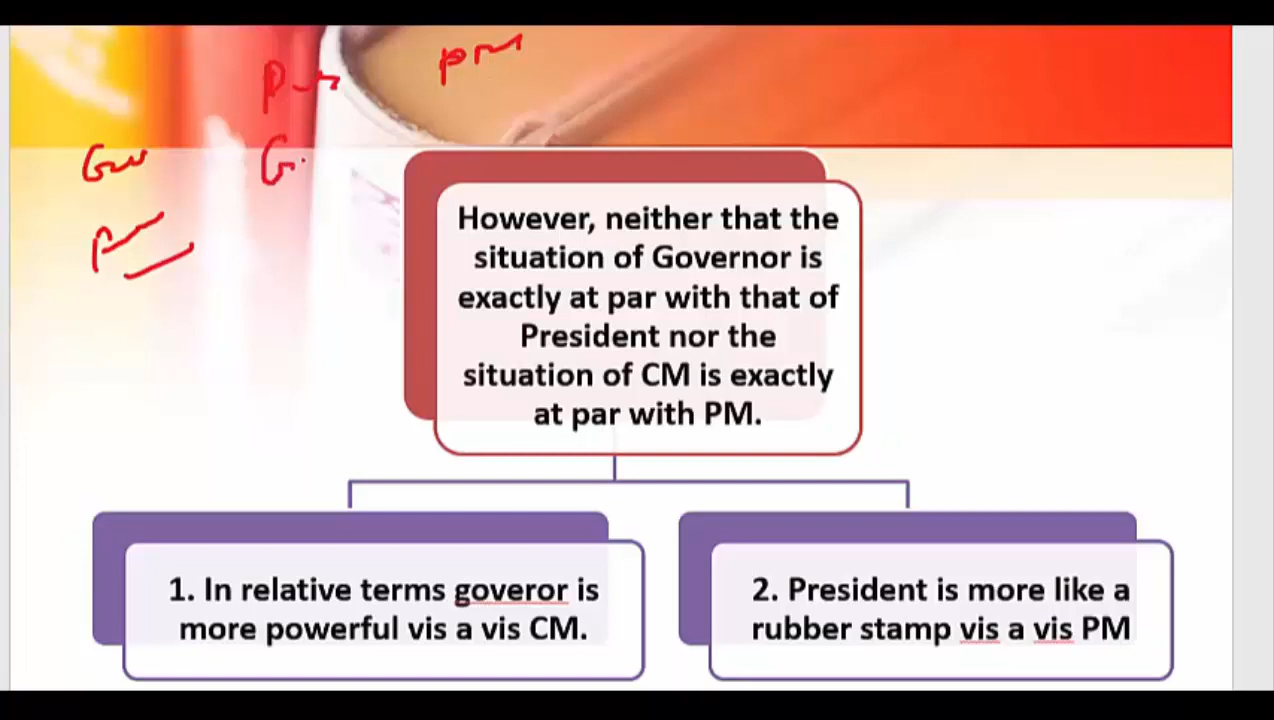 PM
Gov
G.
However, neither that the
situation of Governor is
exactly at par with that of
President nor the
situation of CM is exactly
at par with PM.
1. In relative terms goveror is
more powerful vis a vis CM.
2. President is more like a
rubber stamp vis a vis PM